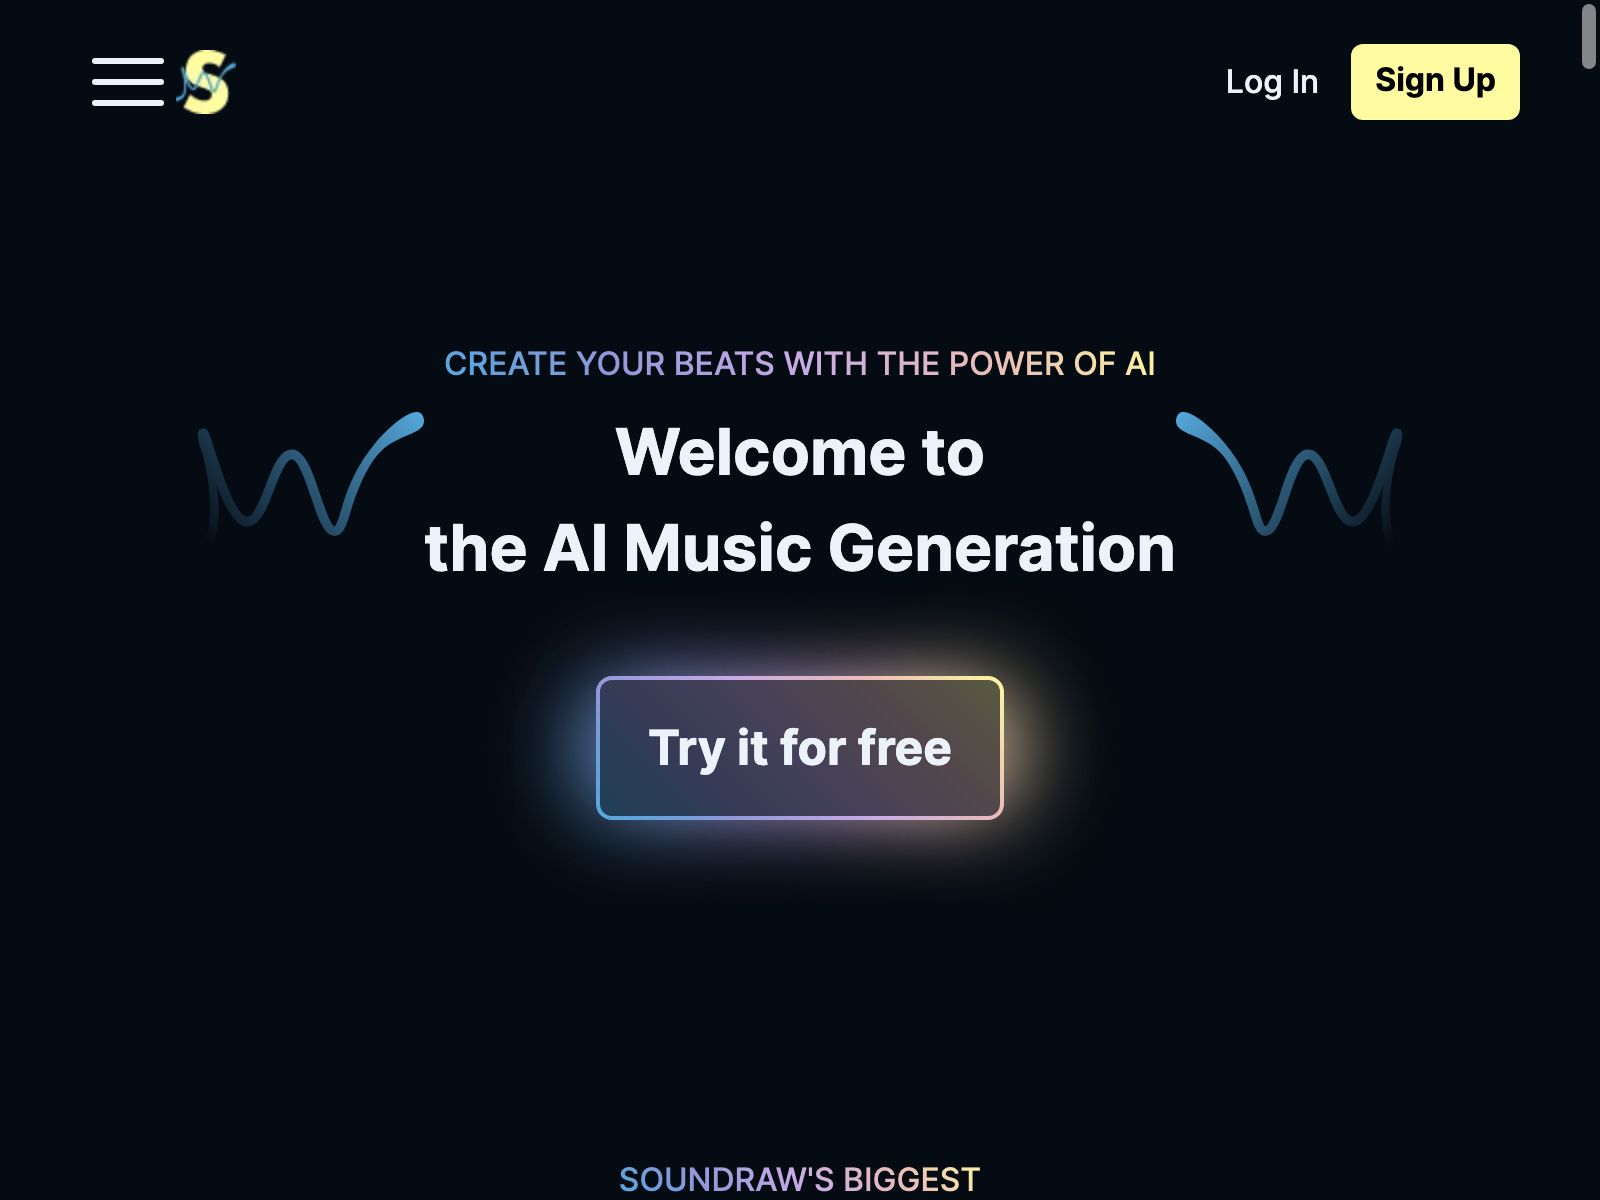 S
Log In
Sign Up
CREATE YOUR BEATS WITH THE POWER OF AI
Welcome to
the AI Music Generation
Try it for free
SOUNDRAW'S BIGGEST